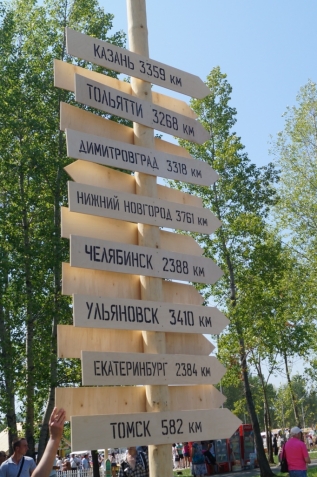 КАЗАНЬ 3359 КМ
ТОЛЬЯТТИ 3268 КМ
ДИМИТРОВГРАД 3318 КМ
НИЖНИЙ НОВГОРОД 3761 КМ
ЧЕЛЯБИНСК 2388 КМ
УЛЬЯНОВСК 3410 КМ
ЕКАТЕРИНБУРГ 2384 КМ
ТОМСК 582 КМ